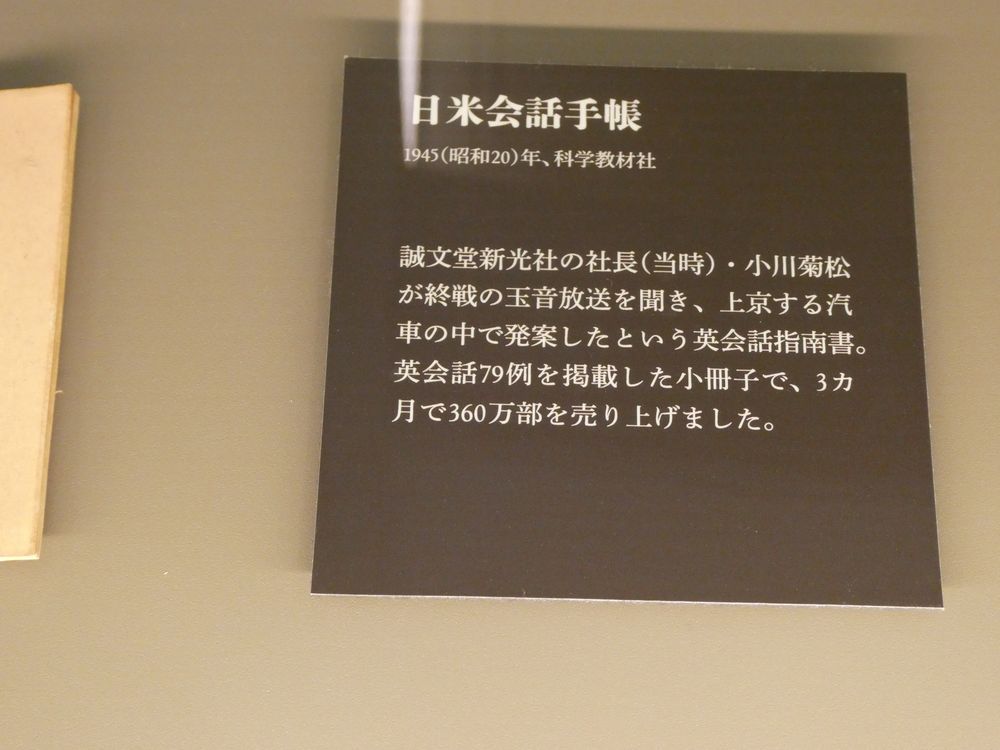 日米会話手帳
1945(昭和20)年、科学教材社
誠文堂新光社の社長(当時)・小川菊松
が終戦の玉音放送を聞き、上京する汽
車の中で発案したという英会話指南書。
英会話79例を掲載した小冊子で、3カ
月で360万部を売り上げました。